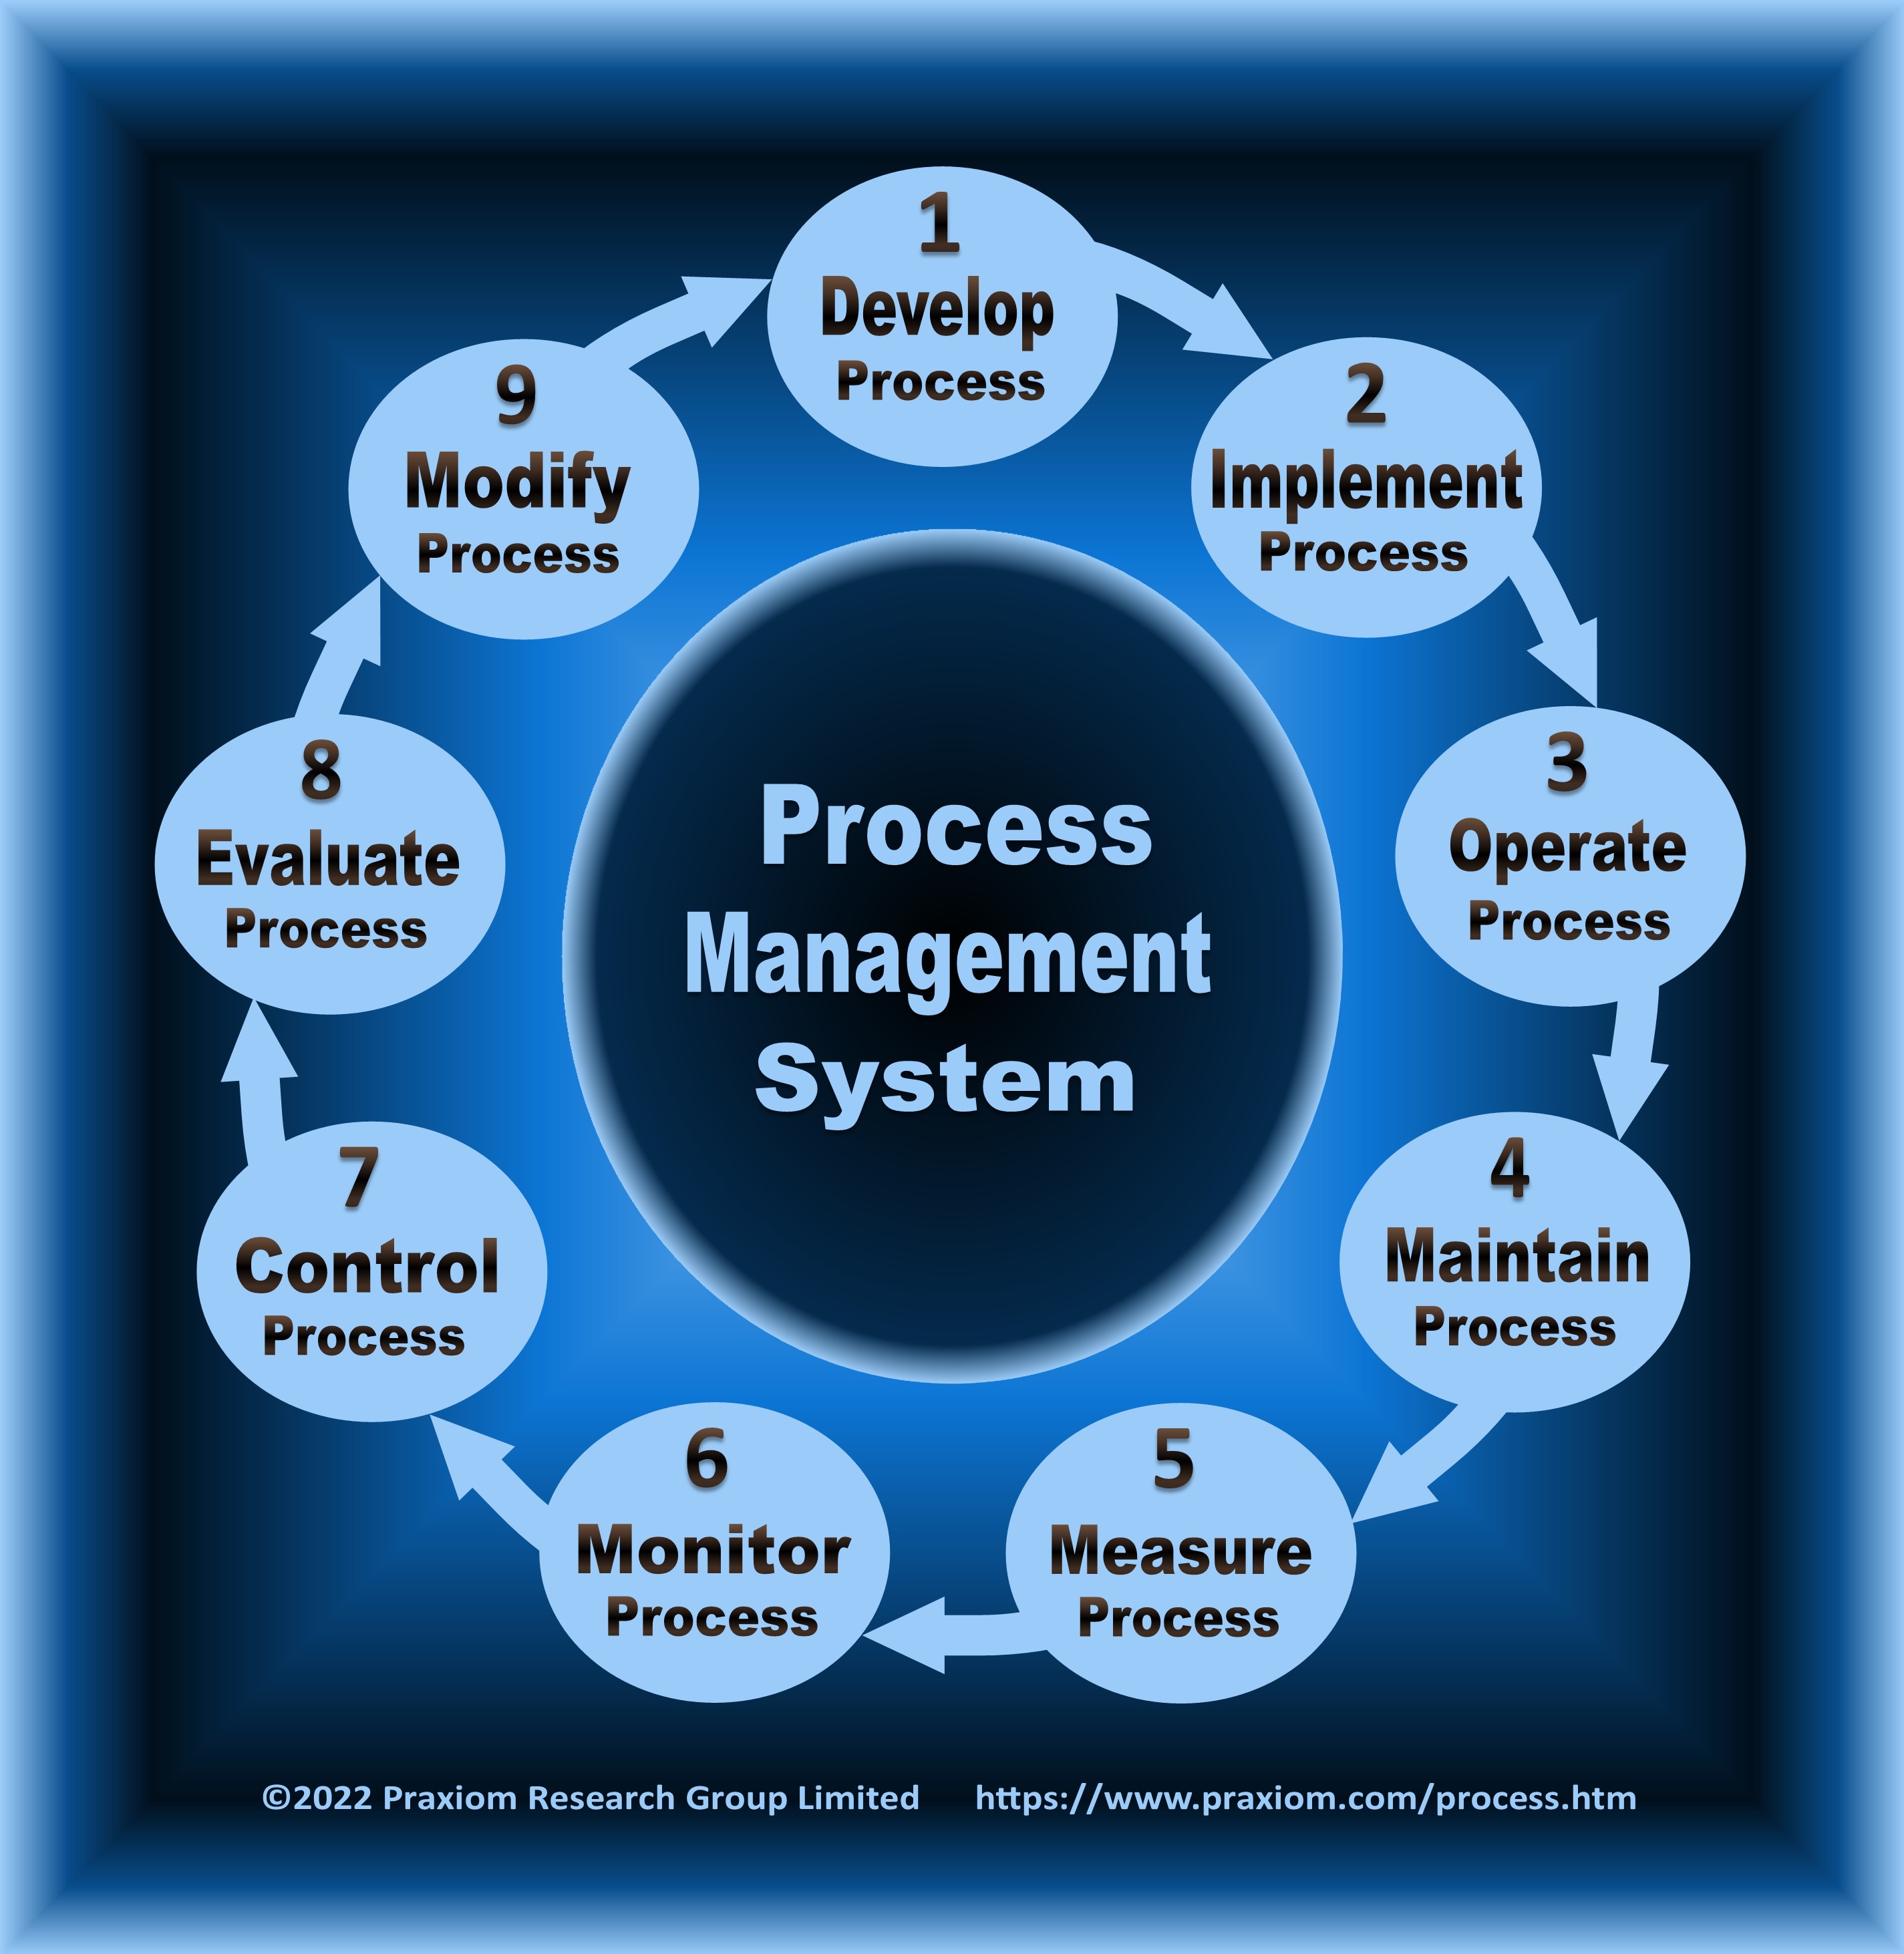 1
Develop
Process
2
Implement
Process
3
Operate
Process
4
Maintain
Process
5
Measure
Process
6
Monitor
Process
7
Control
Process
8
Evaluate
Process
9
Modify
Process
Process
Management
System
©2022 Praxiom Research Group Limited https://www.praxiom.com/process.htm